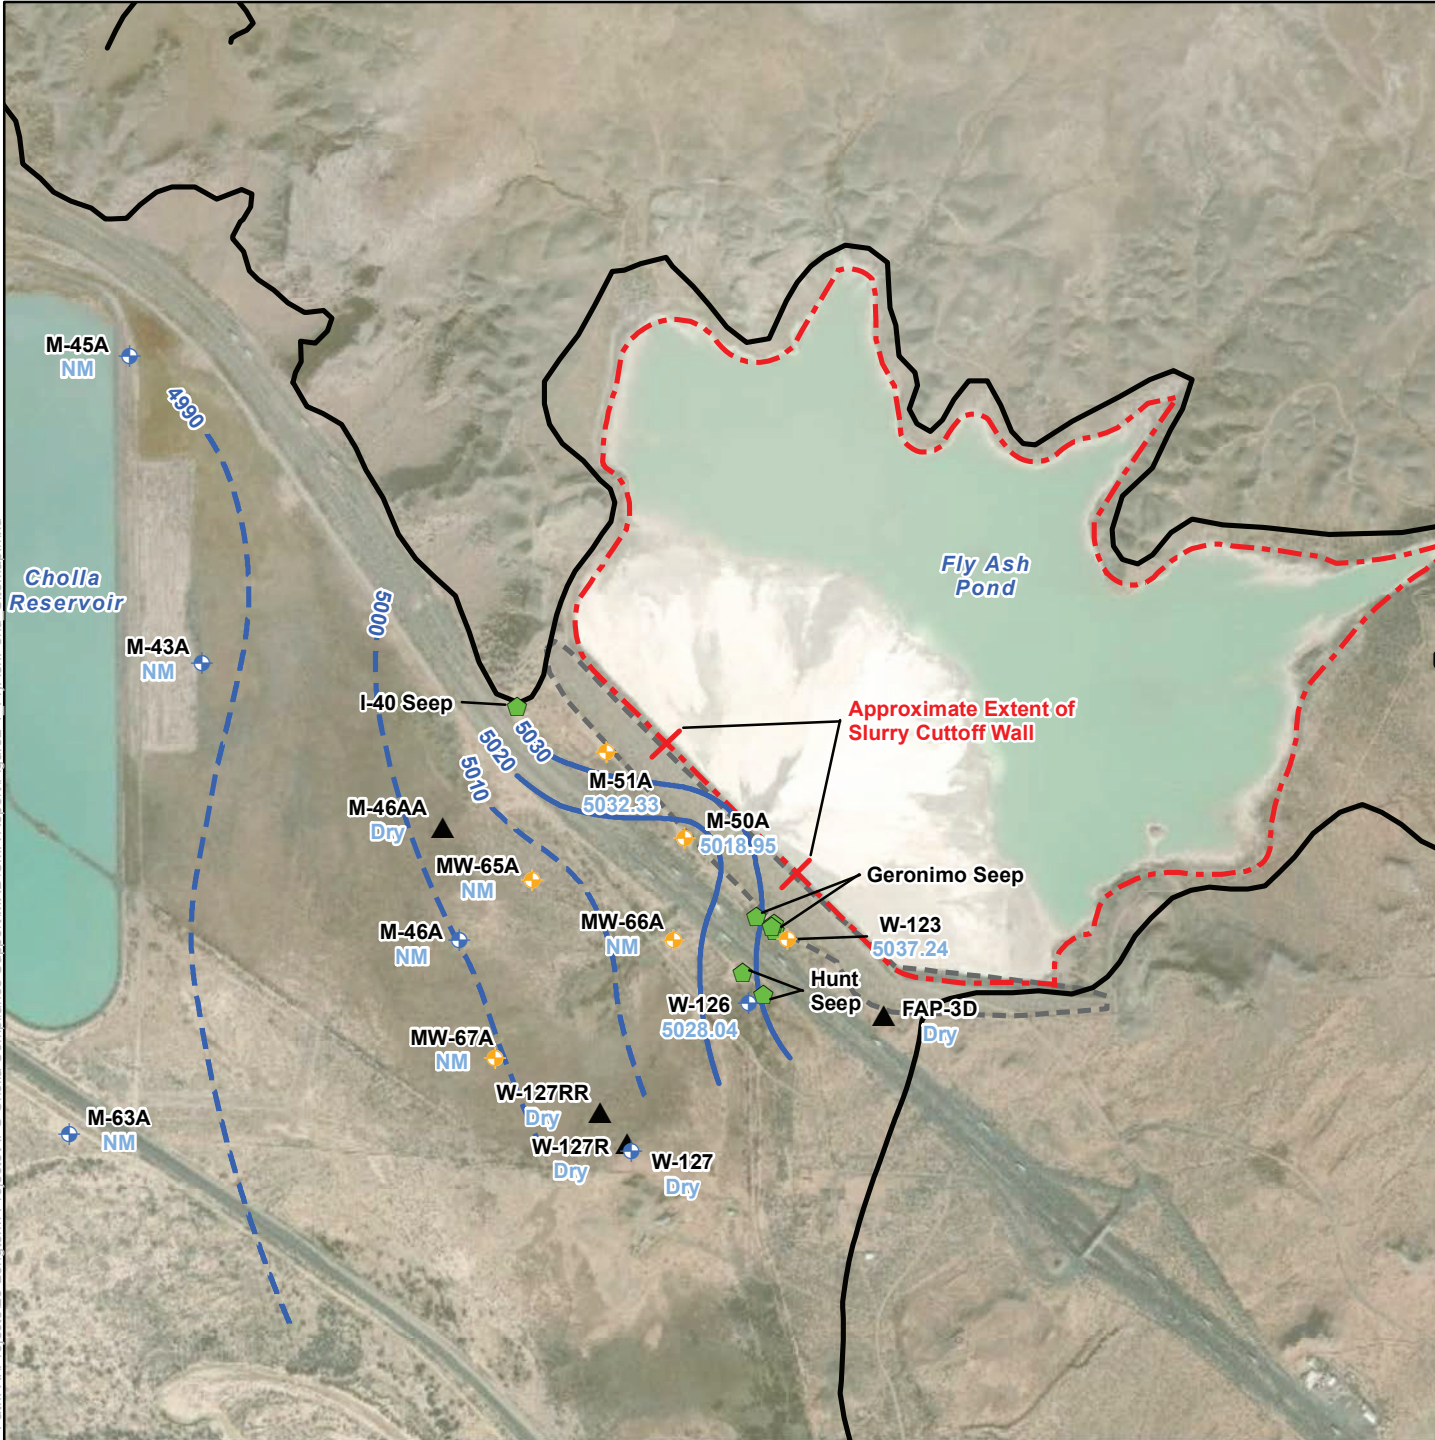 M-45A
NM
4990
Cholla
Reservoir
M-43A
NM
5000
Fly Ash
Pond
I-40 Seep
Approximate Extent of
Slurry Cuttoff Wall
5030
5020
5010
M-51A
5032.33
M-46AA
Dry
M-50A
5018.95
MW-65A
NM
Geronimo Seep
M-46A
NM
MW-66A
NM
W-123
5037.24
Hunt
Seep
W-126
5028.04
FAP-3D
Dry
MW-67A
NM
W-127RR
Dry
M-63A
NM
W-127R
Dry
W-127
Dry